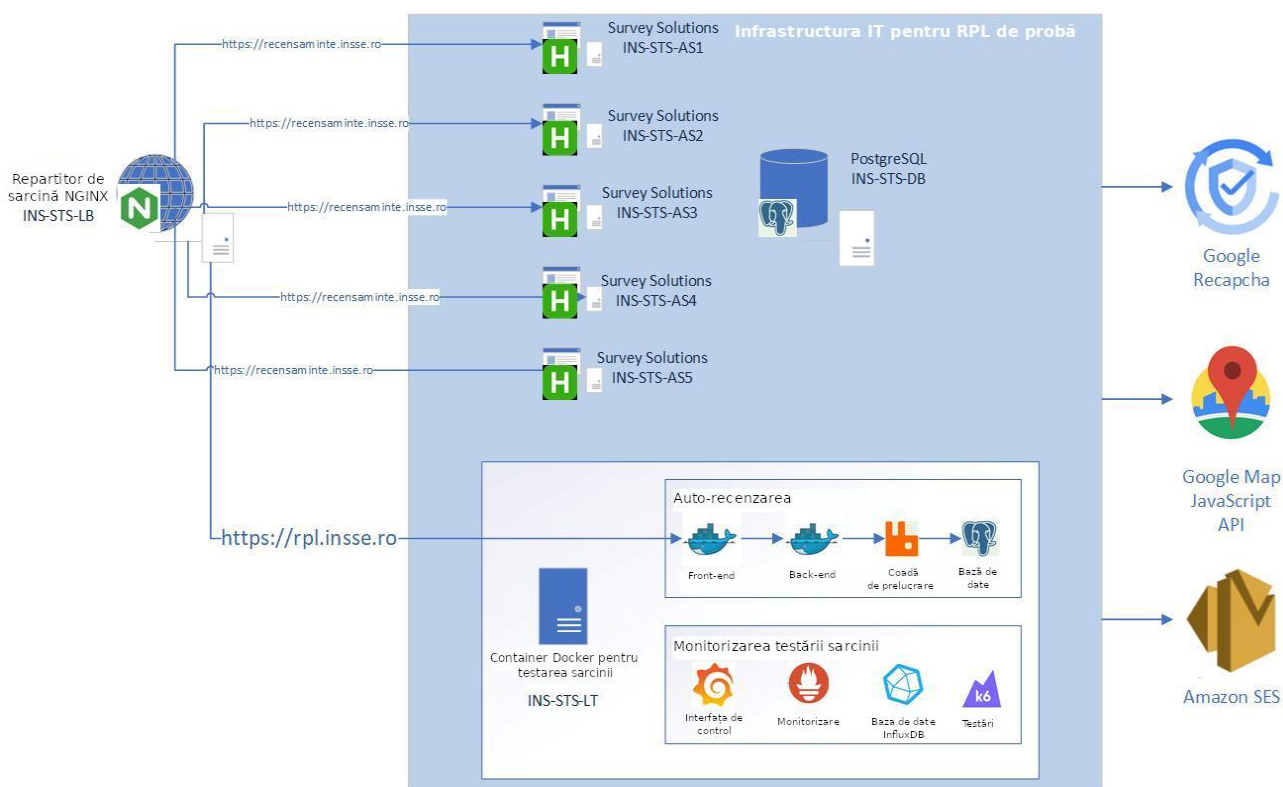 Infrastructura IT pentru RPL de probă
https://recensaminte.insse.ro
Survey Solutions
INS-STS-AS1
https://recensaminte.insse.ro
Survey Solutions
INS-STS-AS2
Repartitor de
sarcină NGINX
INS-STS-LB
N
https://recensaminte.insse.ro
Survey Solutions
INS-STS-AS3
https://recensaminte.insse.ro
Survey Solutions
INS-STS-AS4
https://recensaminte.insse.ro
Survey Solutions
INS-STS-AS5
H
H
H
H
H
PostgreSQL
INS-STS-DB
Google
Recapcha
Google Map
JavaScript
API
Amazon SES
https://rpl.insse.ro
Container Docker pentru
testarea sarcinii
INS-STS-LT
Auto-recenzarea
Front-end
Back-end
Coadă
de prelucrare
Bază de
date
Monitorizarea testării sarcinii
Interfața de
control
Monitorizare
Baza de date
InfluxDB
k6
Testări